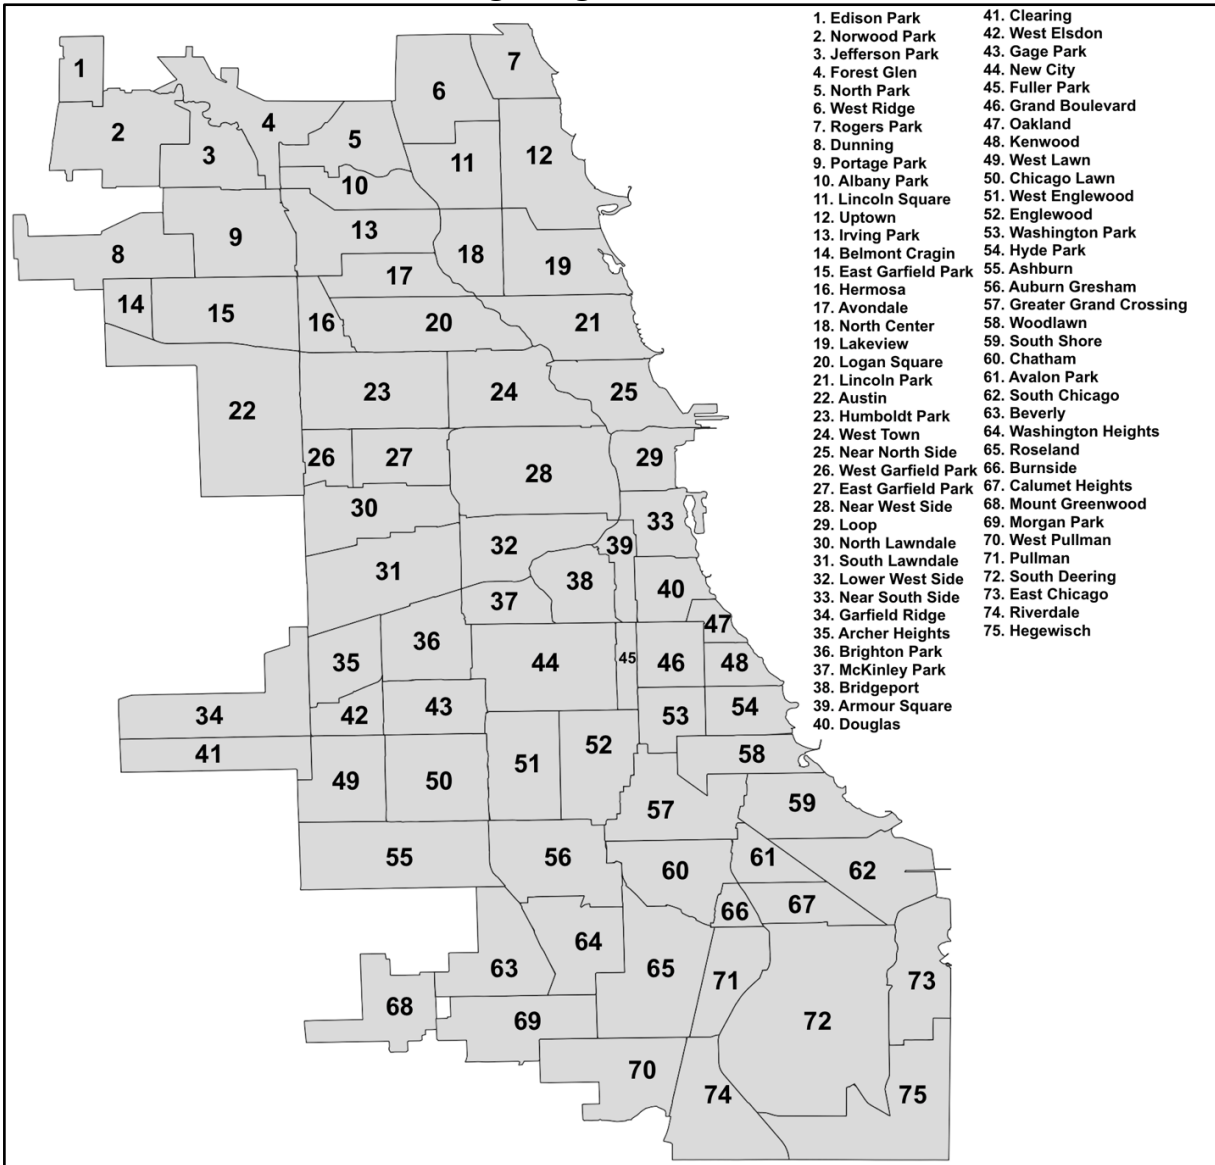 1. Edison Park
2. Norwood Park
3. Jefferson Park
4. Forest Glen
5. North Park
6. West Ridge
7. Rogers Park
8. Dunning
9. Portage Park
10. Albany Park
11. Lincoln Square
12. Uptown
13. Irving Park
14. Belmont Cragin
15. East Garfield Park
16. Hermosa
17. Avondale
18. North Center
19. Lakeview
20. Logan Square
21. Lincoln Park
22. Austin
23. Humboldt Park
24. West Town
25. Near North Side
26. West Garfield Park
27. East Garfield Park
28. Near West Side
29. Loop
30. North Lawndale
31. South Lawndale
32. Lower West Side
33. Near South Side
34. Garfield Ridge
35. Archer Heights
36. Brighton Park
37. McKinley Park
38. Bridgeport
39. Armour Square
40. Douglas
41. Clearing
42. West Elsdon
43. Gage Park
44. New City
45. Fuller Park
46. Grand Boulevard
47. Oakland
48. Kenwood
49. West Lawn
50. Chicago Lawn
51. West Englewood
52. Englewood
53. Washington Park
54. Hyde Park
55. Ashburn
56. Auburn Gresham
57. Greater Grand Crossing
58. Woodlawn
59. South Shore
60. Chatham
61. Avalon Park
62. South Chicago
63. Beverly
64. Washington Heights
65. Roseland
66. Burnside
67. Calumet Heights
68. Mount Greenwood
69. Morgan Park
70. West Pullman
71. Pullman
72. South Deering
73. East Chicago
74. Riverdale
75. Hegewisch
1
2
3
4
5
6
7
8
9
10
11
12
13
14
15
16
17
18
19
20
21
22
23
24
25
26
27
28
29
30
31
32
33
34
35
36
37
38
39
40
41
42
43
44
45
46
47
48
49
50
51
52
53
54
55
56
57
58
59
60
61
62
63
64
65
66
67
68
69
70
71
72
73
74
75